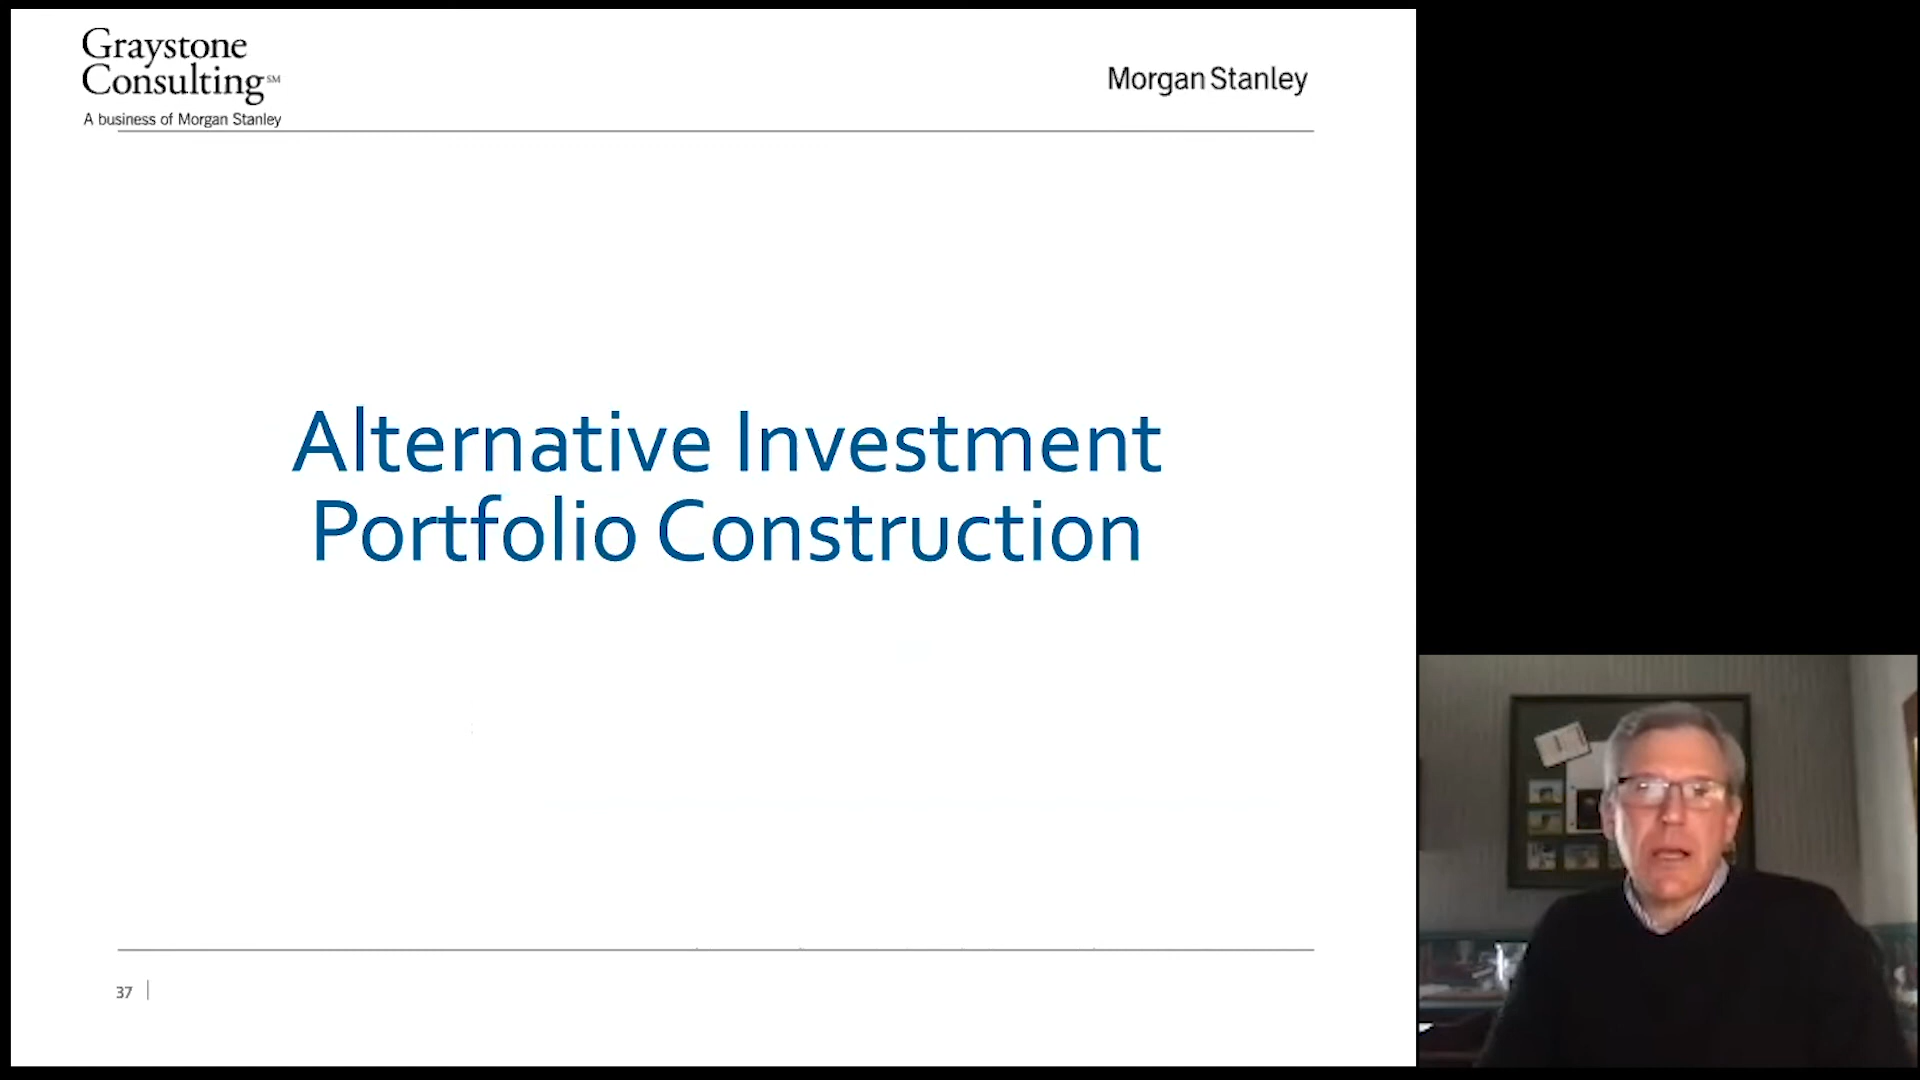 Graystone
Consulting℠
A business of Morgan Stanley
Morgan Stanley
Alternative Investment
Portfolio Construction
37